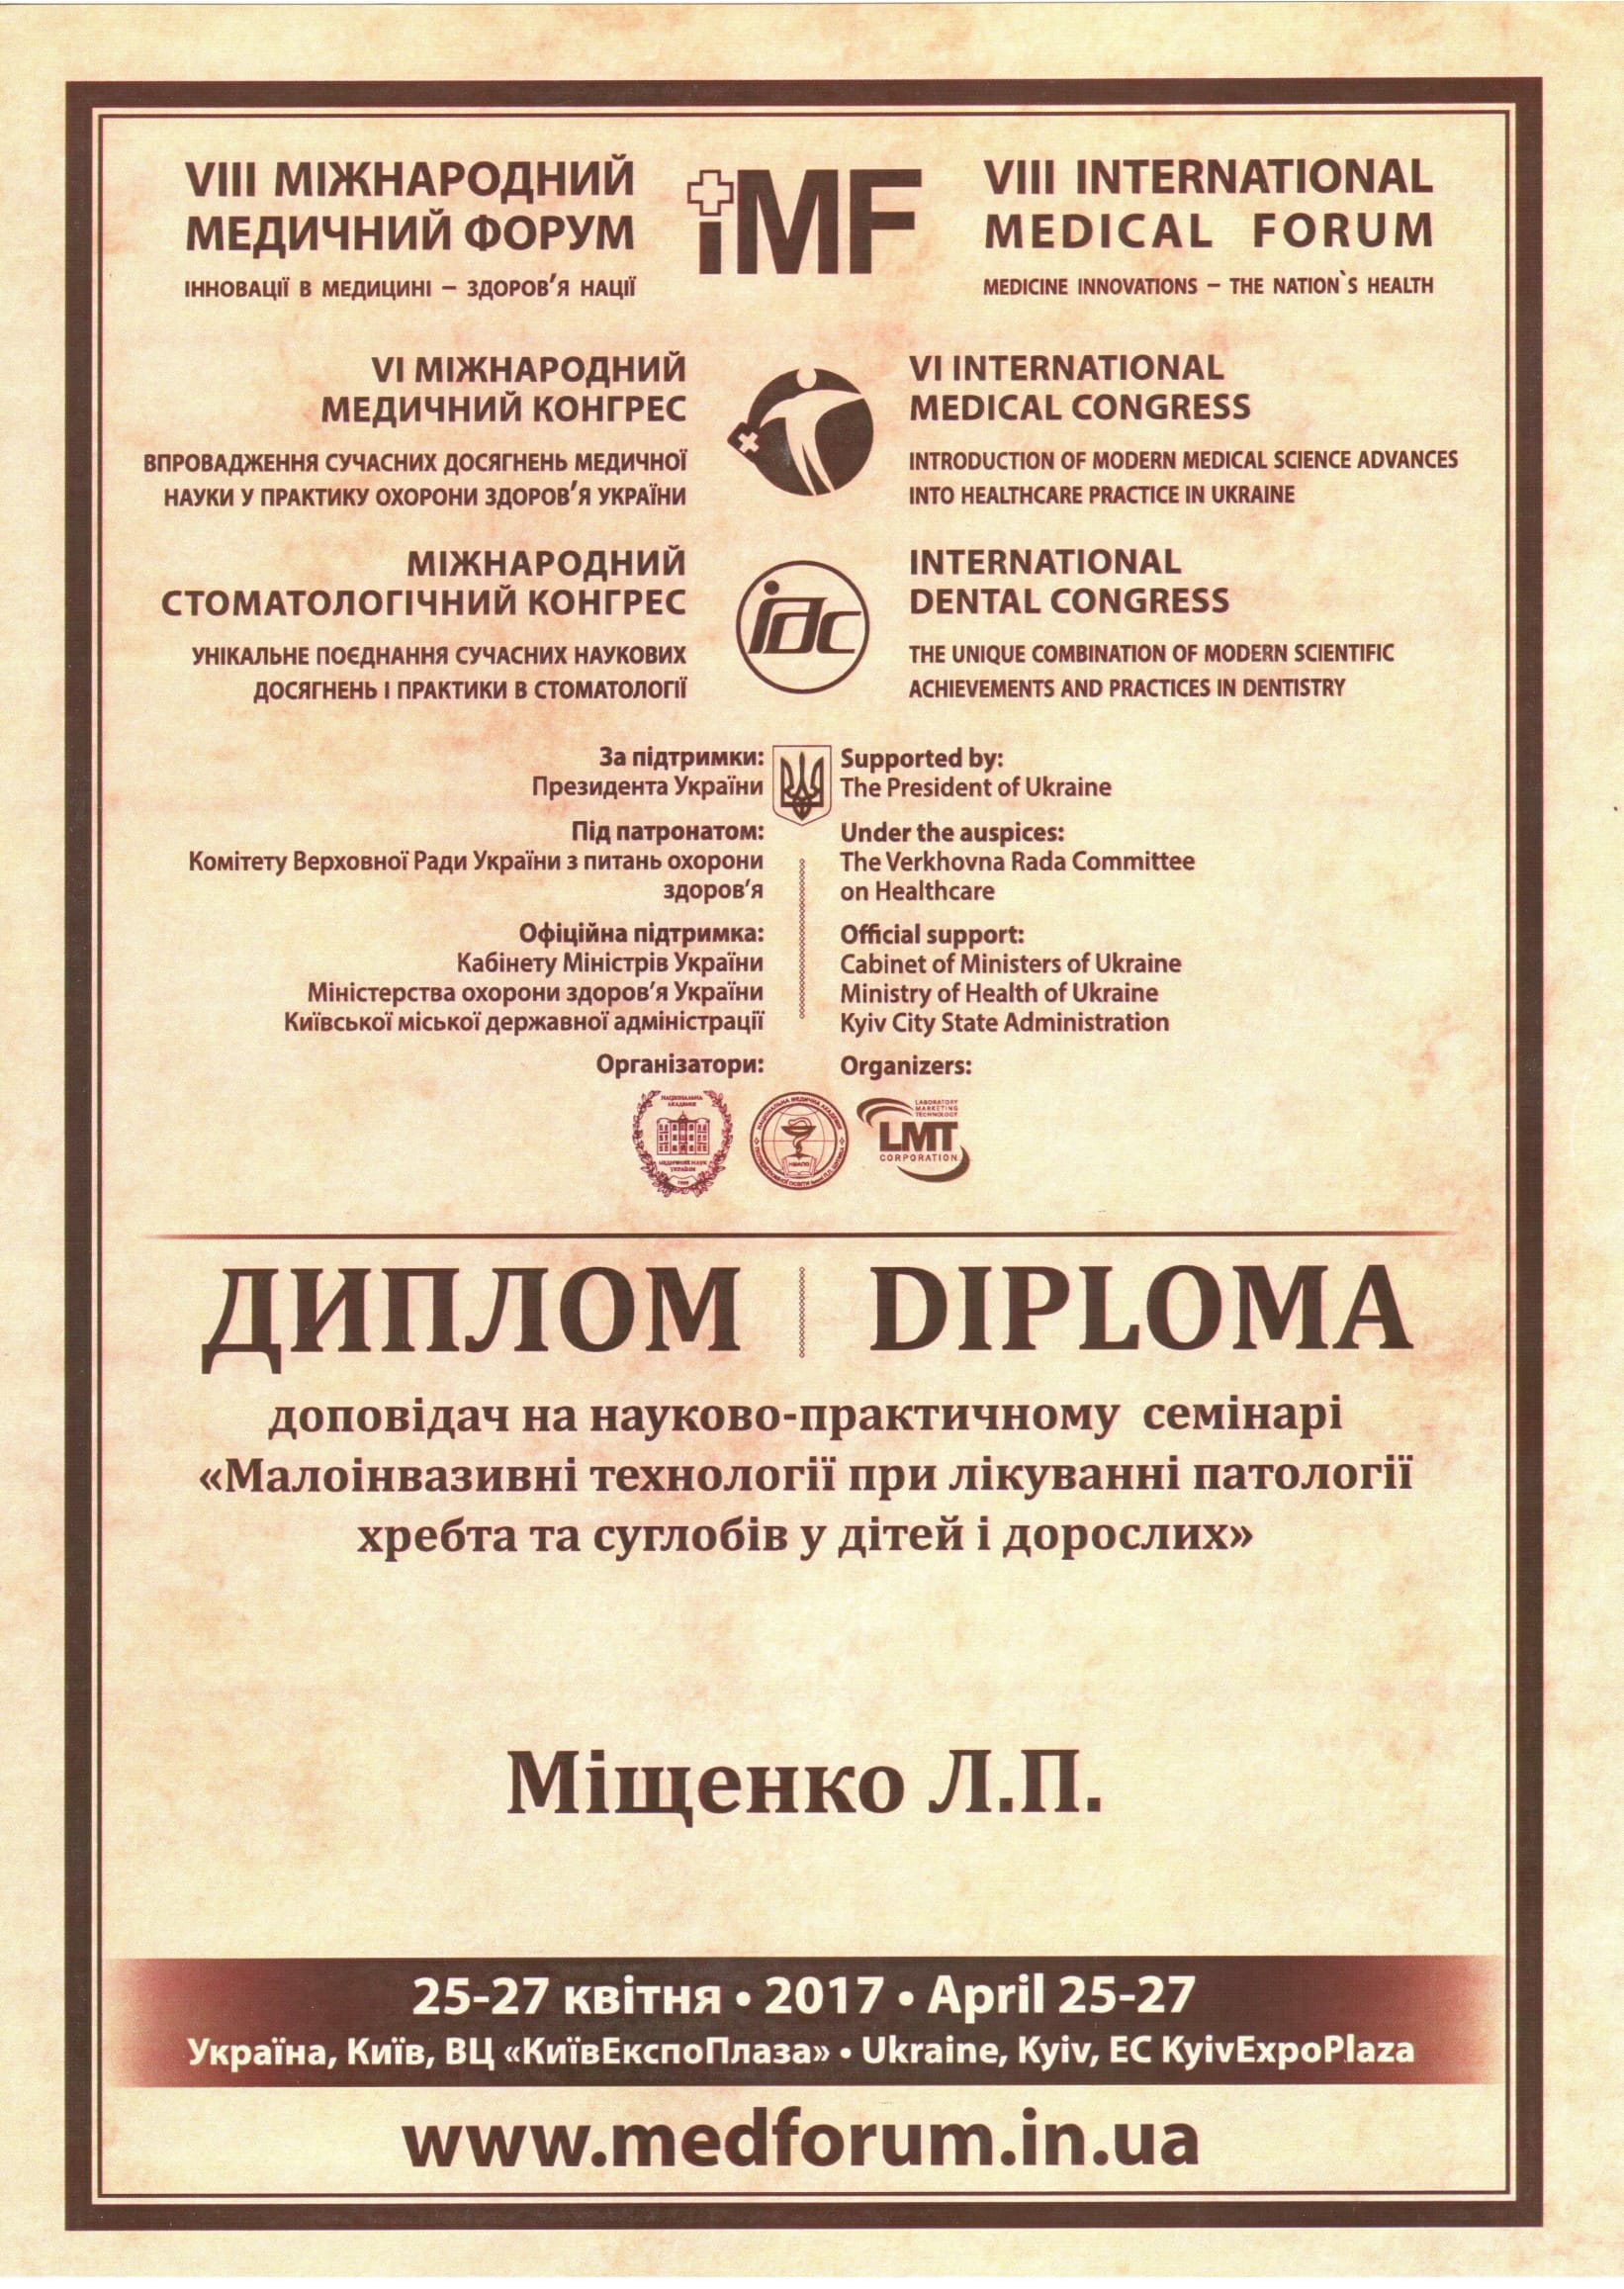 VIII МІЖНАРОДНИЙ
МЕДИЧНИЙ ФОРУМ
ІННОВАЦІЇ В МЕДИЦИНІ – ЗДОРОВ'Я НАЦІЇ
iMF
VIII INTERNATIONAL
MEDICAL FORUM
MEDICINE INNOVATIONS – THE NATION`S HEALTH
VI МІЖНАРОДНИЙ
МЕДИЧНИЙ КОНГРЕС
ВПРОВАДЖЕННЯ СУЧАСНИХ ДОСЯГНЕНЬ МЕДИЧНОЇ
НАУКИ У ПРАКТИКУ ОХОРОНИ ЗДОРОВ'Я УКРАЇНИ
VI INTERNATIONAL
MEDICAL CONGRESS
INTRODUCTION OF MODERN MEDICAL SCIENCE ADVANCES
INTO HEALTHCARE PRACTICE IN UKRAINE
МІЖНАРОДНИЙ
СТОМАТОЛОГІЧНИЙ КОНГРЕС
УНІКАЛЬНЕ ПОЄДНАННЯ СУЧАСНИХ НАУКОВИХ
ДОСЯГНЕНЬ І ПРАКТИКИ В СТОМАТОЛОГІЇ
idc
INTERNATIONAL
DENTAL CONGRESS
THE UNIQUE COMBINATION OF MODERN SCIENTIFIC
ACHIEVEMENTS AND PRACTICES IN DENTISTRY
За підтримки:
Президента України
Під патронатом:
Комітету Верховної Ради України з питань охорони
здоров'я
Офіційна підтримка:
Кабінету Міністрів України
Міністерства охорони здоров'я України
Київської міської державної адміністрації
Організатори:
Supported by:
The President of Ukraine
Under the auspices:
The Verkhovna Rada Committee
on Healthcare
Official support:
Cabinet of Ministers of Ukraine
Ministry of Health of Ukraine
Kyiv City State Administration
Organizers:
НАЦІОНАЛЬНА
АКАДЕМІЯ
МЕДИЧНИХ НАУК
УКРАЇНИ
LABORATORY
MARKETING
TECHNOLOGY
LMT
CORPORATION
ДИПЛОМ
DIPLOMA
доповідач на науково-практичному семінарі
«Малоінвазивні технології при лікуванні патології
хребта та суглобів у дітей і дорослих»
Міщенко Л.П.
25-27 квітня • 2017 • April 25-27
Україна, Київ, ВЦ «КиївЕкспоПлаза» • Ukraine, Kyiv, EC KyivExpoPlaza
www.medforum.in.ua